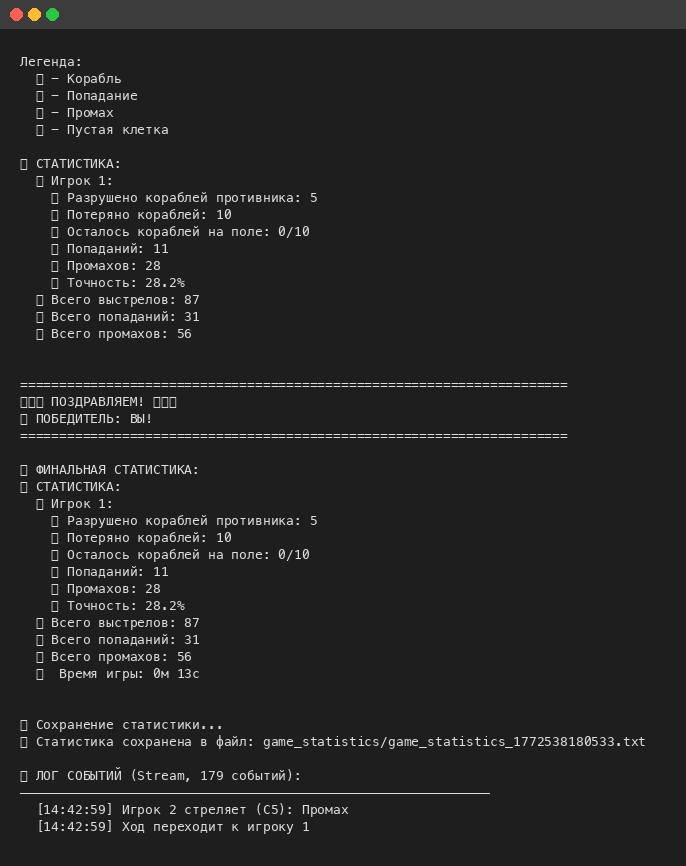 Легенда:
▯ – Корабль
▯ – Попадание
▯ – Промах
▯ – Пустая клетка
▯ СТАТИСТИКА:
▯ Игрок 1:
▯ Разрушено кораблей противника: 5
▯ Потеряно кораблей: 10
▯ Осталось кораблей на поле: 0/10
▯ Попаданий: 11
▯ Промахов: 28
▯ Точность: 28.2%
▯ Всего выстрелов: 87
▯ Всего попаданий: 31
▯ Всего промахов: 56
======================================================================
▯▯▯ ПОЗДРАВЛЯЕМ! ▯▯▯
▯ ПОБЕДИТЕЛЬ: ВЫ!
======================================================================
▯ ФИНАЛЬНАЯ СТАТИСТИКА:
▯ СТАТИСТИКА:
▯ Игрок 1:
▯ Разрушено кораблей противника: 5
▯ Потеряно кораблей: 10
▯ Осталось кораблей на поле: 0/10
▯ Попаданий: 11
▯ Промахов: 28
▯ Точность: 28.2%
▯ Всего выстрелов: 87
▯ Всего попаданий: 31
▯ Всего промахов: 56
▯ Время игры: 0м 13с
▯ Сохранение статистики...
▯ Статистика сохранена в файл: game_statistics/game_statistics_1772538180533.txt
▯ ЛОГ СОБЫТИЙ (Stream, 179 событий):
────────────────────────────────────────────────────────────
[14:42:59] Игрок 2 стреляет (C5): Промах
[14:42:59] Ход переходит к игроку 1